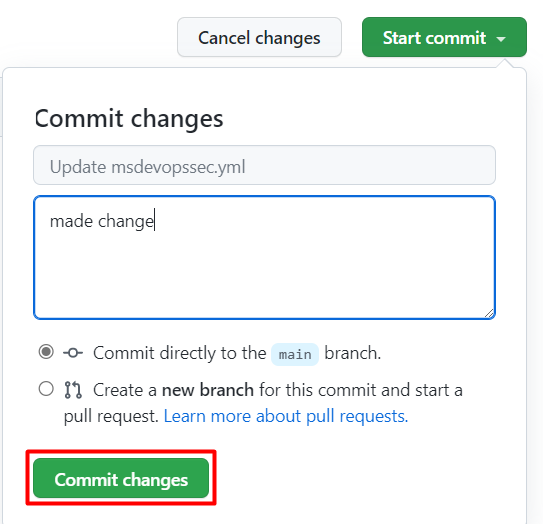 Cancel changes
Start commit
Commit changes
Update msdevopssec.yml
made change
Commit directly to the main branch.
Create a new branch for this commit and start a
pull request. Learn more about pull requests.
Commit changes